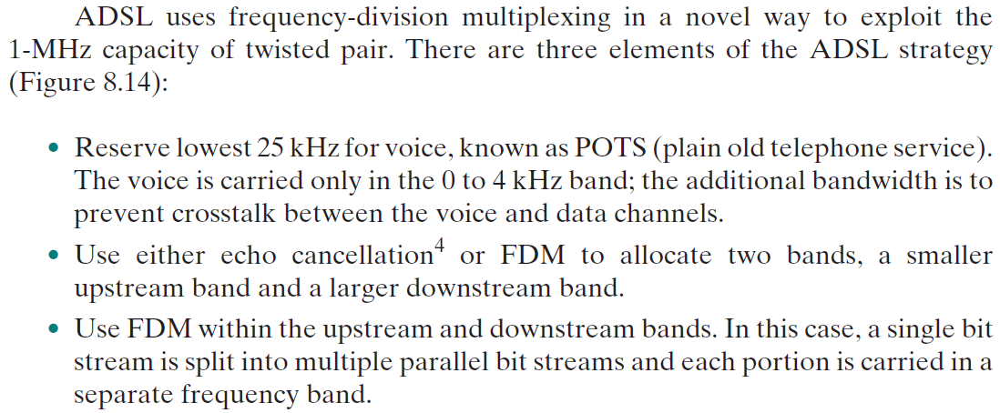 ADSL uses frequency-division multiplexing in a novel way to exploit the
1-MHz capacity of twisted pair. There are three elements of the ADSL strategy
(Figure 8.14):
• Reserve lowest 25 kHz for voice, known as POTS (plain old telephone service).
The voice is carried only in the 0 to 4 kHz band; the additional bandwidth is to
prevent crosstalk between the voice and data channels.
• Use either echo cancellation⁴ or FDM to allocate two bands, a smaller
upstream band and a larger downstream band.
• Use FDM within the upstream and downstream bands. In this case, a single bit
stream is split into multiple parallel bit streams and each portion is carried in a
separate frequency band.